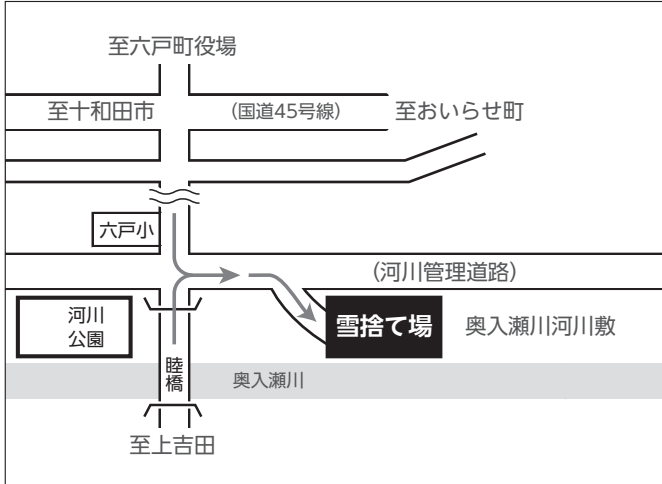 至六戸町役場
至十和田市
（国道45号線）
至おいらせ町
六戸小
（河川管理道路）
河川
公園
雪捨て場
奥入瀬川河川敷
睦橋
奥入瀬川
至上吉田